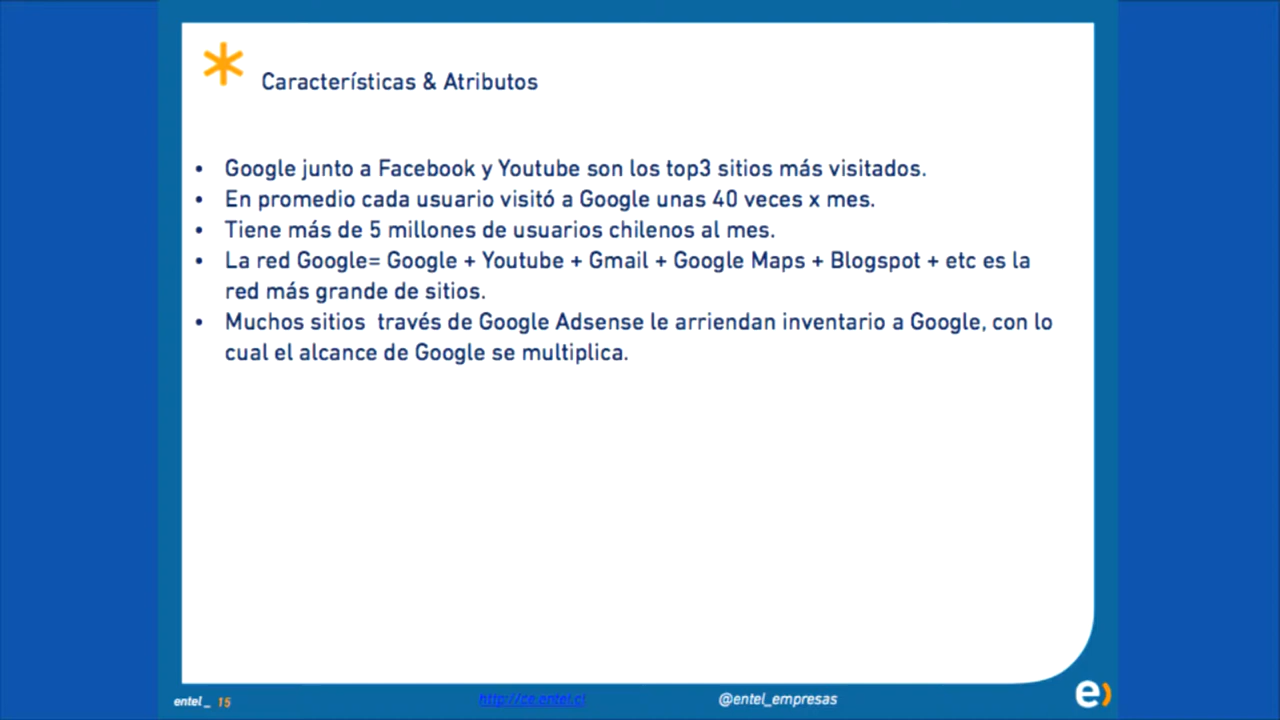 Características & Atributos
• Google junto a Facebook y Youtube son los top3 sitios más visitados.
• En promedio cada usuario visitó a Google unas 40 veces x mes.
• Tiene más de 5 millones de usuarios chilenos al mes.
• La red Google= Google + Youtube + Gmail + Google Maps + Blogspot + etc es la
red más grande de sitios.
• Muchos sitios  través de Google Adsense le arriendan inventario a Google, con lo
cual el alcance de Google se multiplica.
entel_ 15
http://ce.entel.cl
@entel_empresas
e)